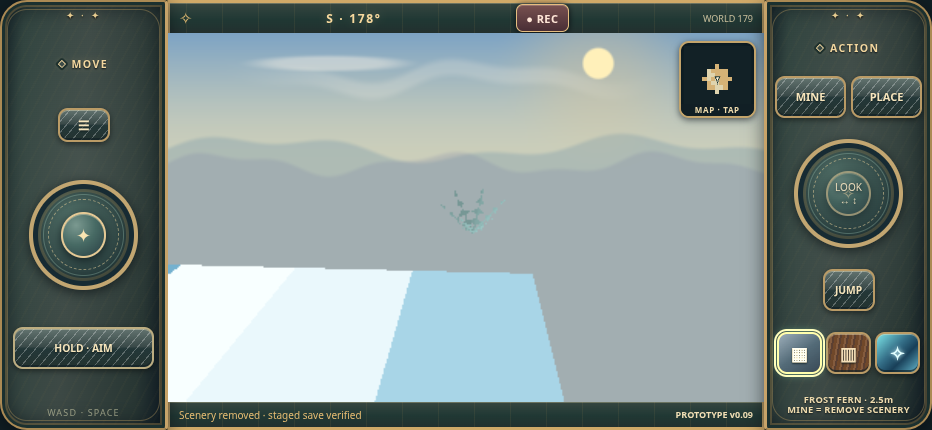 MOVE
☰
HOLD · AIM
WASD · SPACE
S · 178°
● REC
WORLD 179
MAP · TAP
Scenery removed · staged save verified
PROTOTYPE v0.09
ACTION
MINE
PLACE
LOOK
↔ ↕
JUMP
FROST FERN · 2.5m
MINE = REMOVE SCENERY